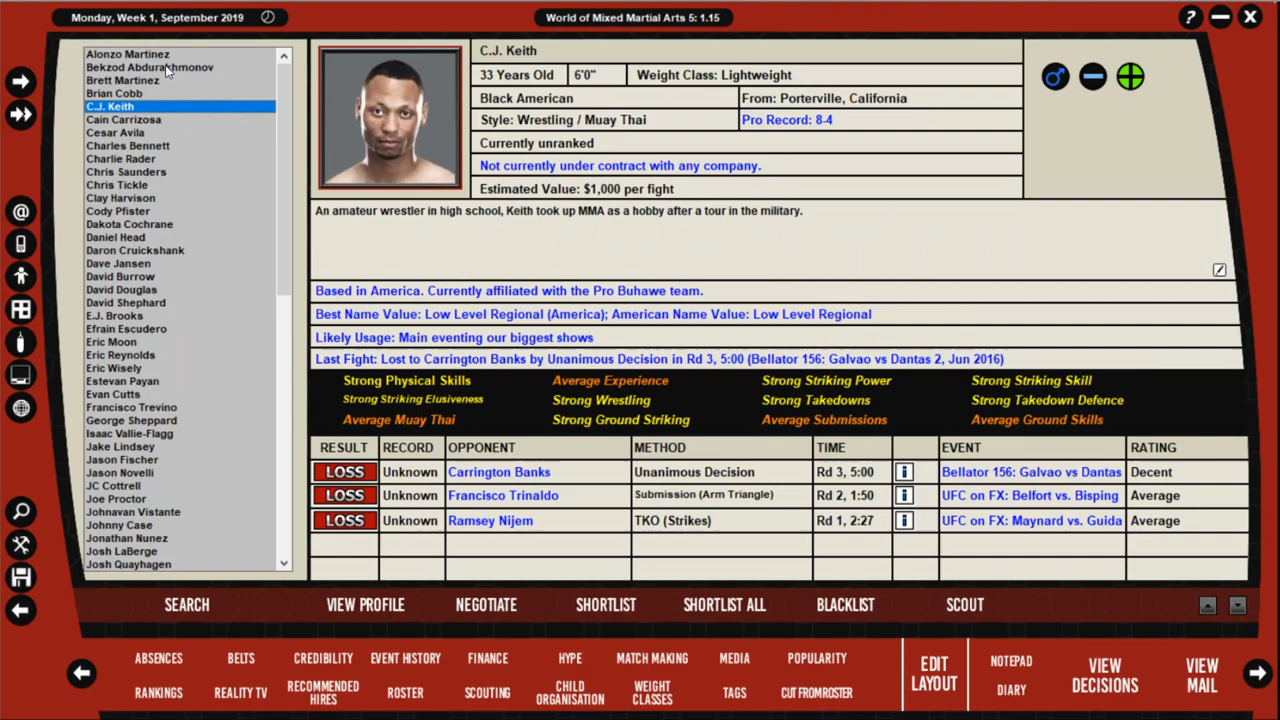 Monday, Week 1, September 2019
World of Mixed Martial Arts 5: 1.15
?
X
Alonzo Martinez
Bekzod Abdurakhmonov
Brett Martinez
Brian Cobb
C.J. Keith
Cain Carrizosa
Cesar Avila
Charles Bennett
Charlie Rader
Chris Saunders
Chris Tickle
Clay Harvison
Cody Pfister
Dakota Cochrane
Daniel Head
Daron Cruickshank
Dave Jansen
David Burrow
David Douglas
David Shephard
E.J. Brooks
Efrain Escudero
Eric Moon
Eric Reynolds
Eric Wisely
Estevan Payan
Evan Cutts
Francisco Trevino
George Sheppard
Isaac Vallie-Flagg
Jake Lindsey
Jason Fischer
Jason Novelli
JC Cottrell
Joe Proctor
Johnavan Vistante
Johnny Case
Jonathan Nunez
Josh LaBerge
Josh Quayhagen
C.J. Keith
33 Years Old 6'0" Weight Class: Lightweight
Black American From: Porterville, California
Style: Wrestling / Muay Thai Pro Record: 8-4
Currently unranked
Not currently under contract with any company.
Estimated Value: $1,000 per fight
An amateur wrestler in high school, Keith took up MMA as a hobby after a tour in the military.
Based in America. Currently affiliated with the Pro Buhawe team.
Best Name Value: Low Level Regional (America); American Name Value: Low Level Regional
Likely Usage: Main eventing our biggest shows
Last Fight: Lost to Carrington Banks by Unanimous Decision in Rd 3, 5:00 (Bellator 156: Galvao vs Dantas 2, Jun 2016)
Strong Physical Skills Average Experience Strong Striking Power Strong Striking Skill
Strong Striking Elusiveness Strong Wrestling Strong Takedowns Strong Takedown Defence
Average Muay Thai Strong Ground Striking Average Submissions Average Ground Skills
RESULT RECORD OPPONENT METHOD TIME EVENT RATING
LOSS Unknown Carrington Banks Unanimous Decision Rd 3, 5:00 i Bellator 156: Galvao vs Dantas Decent
LOSS Unknown Francisco Trinaldo Submission (Arm Triangle) Rd 2, 1:50 i UFC on FX: Belfort vs. Bisping Average
LOSS Unknown Ramsey Nijem TKO (Strikes) Rd 1, 2:27 i UFC on FX: Maynard vs. Guida Average
SEARCH VIEW PROFILE NEGOTIATE SHORTLIST SHORTLIST ALL BLACKLIST SCOUT
ABSENCES BELTS CREDIBILITY EVENT HISTORY FINANCE HYPE MATCH MAKING MEDIA POPULARITY
RANKINGS REALITY TV RECOMMENDED HIRES ROSTER SCOUTING CHILD ORGANISATION WEIGHT CLASSES TAGS CUT FROM ROSTER
EDIT LAYOUT
NOTEPAD
DIARY
VIEW DECISIONS
VIEW MAIL